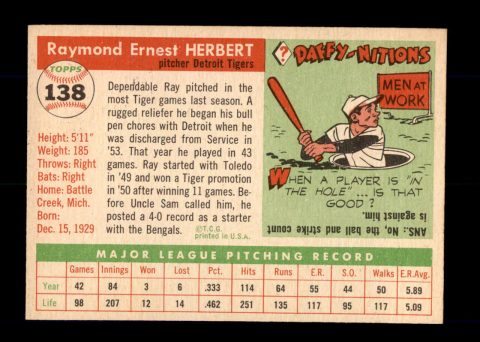 Raymond Ernest HERBERT
pitcher Detroit Tigers
TOPPS
138
Height: 5'11"
Weight: 185
Throws: Right
Bats: Right
Home: Battle
Creek, Mich.
Born:
Dec. 15, 1929
Dependable Ray pitched in the
most Tiger games last season. A
rugged reliefer he began his bull
pen chores with Detroit when he
was discharged from Service in
'53. That year he played in 43
games. Ray started with Toledo
in '49 and won a Tiger promotion
in '50 after winning 11 games. Be-
fore Uncle Sam called him, he
posted a 4-0 record as a starter
with the Bengals.
©T.C.G.
printed in U.S.A.
? DAFFY-NITIONS
MEN AT
WORK
WHEN A PLAYER IS "IN
THE HOLE" ... IS THAT
GOOD ?
ANS.: No, the ball and strike count
is against him.
MAJOR LEAGUE PITCHING RECORD
Games Innings Won Lost Pct. Hits Runs E.R. S.O. Walks E.R.Avg.
Year 42 84 3 6 .333 114 64 55 44 50 5.89
Life 98 207 12 14 .462 251 135 117 95 117 5.09